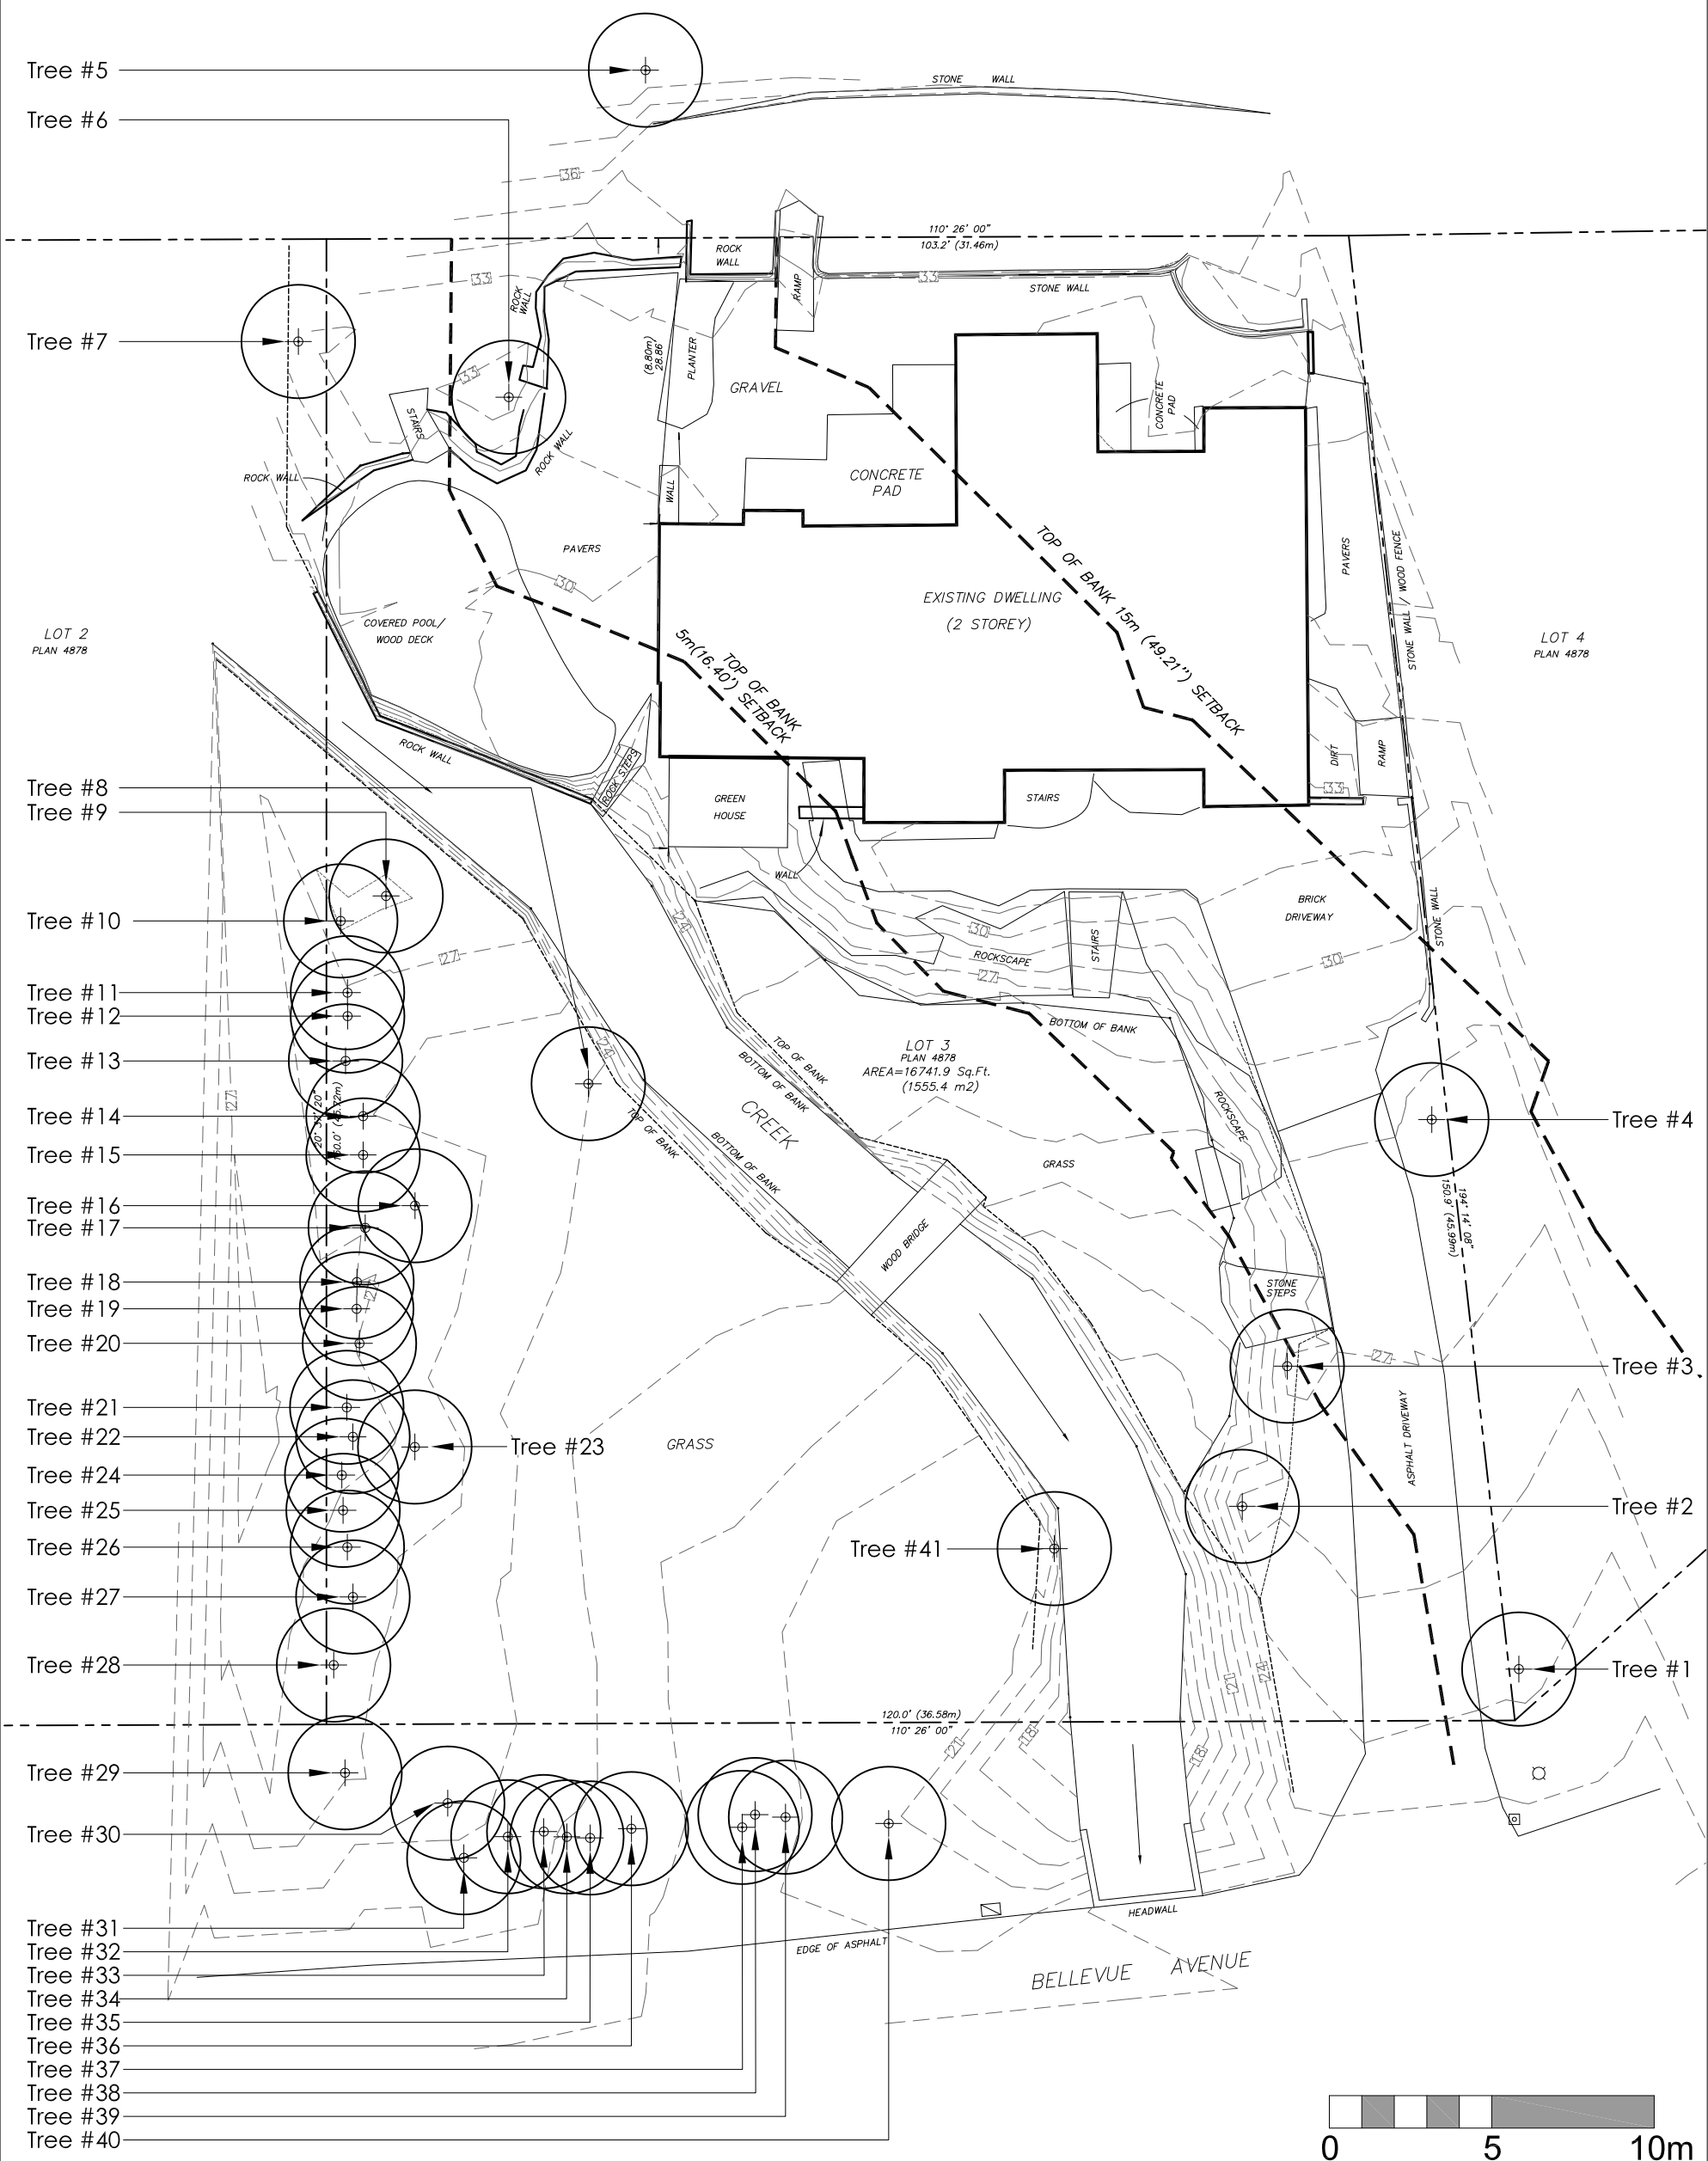 Tree #5
STONE WALL
Tree #6
36
110° 26' 00"
103.2' (31.46m)
ROCK
WALL
RAMP
33
ROCK
WALL
33
STONE WALL
Tree #7
(8.80m)
28.86'
PLANTER
GRAVEL
33
STAIRS
CONCRETE
PAD
ROCK WALL
ROCK WALL
WALL
CONCRETE
PAD
PAVERS
30
PAVERS
STONE WALL / WOOD FENCE
TOP OF BANK 15m (49.21") SETBACK
EXISTING DWELLING
(2 STOREY)
COVERED POOL/
WOOD DECK
LOT 2
PLAN 4878
LOT 4
PLAN 4878
TOP OF BANK
5m(16.40') SETBACK
ROCK WALL
ROCK STEPS
DIRT
RAMP
33
Tree #8
Tree #9
GREEN
HOUSE
STAIRS
WALL
BRICK
DRIVEWAY
STONE WALL
Tree #10
24
30
STAIRS
27
ROCKSCAPE
27
30
Tree #11
Tree #12
BOTTOM OF BANK
24
Tree #13
LOT 3
PLAN 4878
AREA=16741.9 Sq.Ft.
(1555.4 m2)
TOP OF BANK
BOTTOM OF BANK
27
Tree #14
CREEK
TOP OF BANK
BOTTOM OF BANK
ROCKSCAPE
Tree #4
Tree #15
GRASS
Tree #16
Tree #17
194° 14' 08"
150.9' (45.99m)
WOOD BRIDGE
Tree #18
STONE
STEPS
Tree #19
Tree #20
27
Tree #3
Tree #21
Tree #22
Tree #23
GRASS
ASPHALT DRIVEWAY
Tree #24
Tree #25
Tree #2
Tree #26
Tree #41
Tree #27
Tree #28
21
24
Tree #1
120.0' (36.58m)
110° 26' 00"
21
18
18
Tree #29
Tree #30
HEADWALL
Tree #31
EDGE OF ASPHALT
Tree #32
BELLEVUE AVENUE
Tree #33
Tree #34
Tree #35
Tree #36
Tree #37
Tree #38
Tree #39
Tree #40
0 5 10m